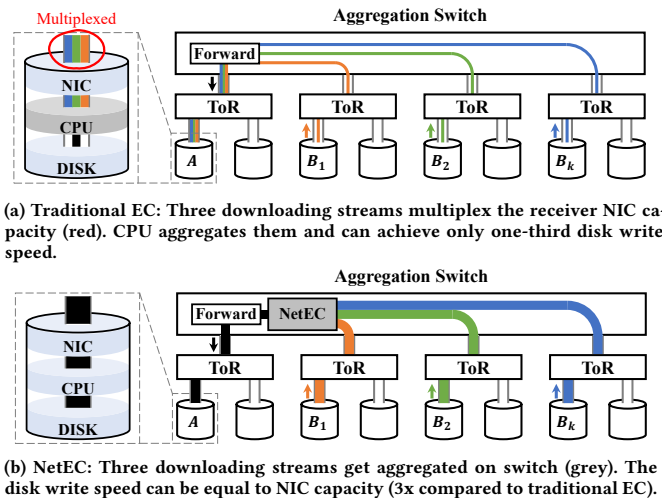 Multiplexed
Aggregation Switch
Forward
NIC
CPU
DISK
ToR ToR ToR ToR
A B₁ B₂ Bₖ
(a) Traditional EC: Three downloading streams multiplex the receiver NIC ca-
pacity (red). CPU aggregates them and can achieve only one-third disk write
speed.
Aggregation Switch
Forward NetEC
NIC
CPU
DISK
ToR ToR ToR ToR
A B₁ B₂ Bₖ
(b) NetEC: Three downloading streams get aggregated on switch (grey). The
disk write speed can be equal to NIC capacity (3x compared to traditional EC).